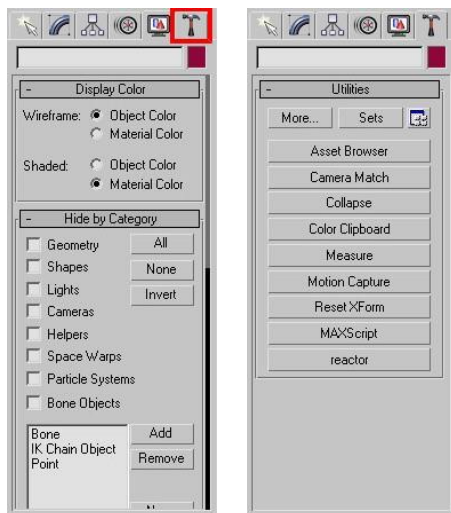 - Display Color
Wireframe: Object Color
Material Color
Shaded: Object Color
Material Color
- Hide by Category
Geometry All
Shapes None
Lights Invert
Cameras
Helpers
Space Warps
Particle Systems
Bone Objects
Bone Add
IK Chain Object Remove
Point
- Utilities
More... Sets
Asset Browser
Camera Match
Collapse
Color Clipboard
Measure
Motion Capture
Reset XForm
MAXScript
reactor